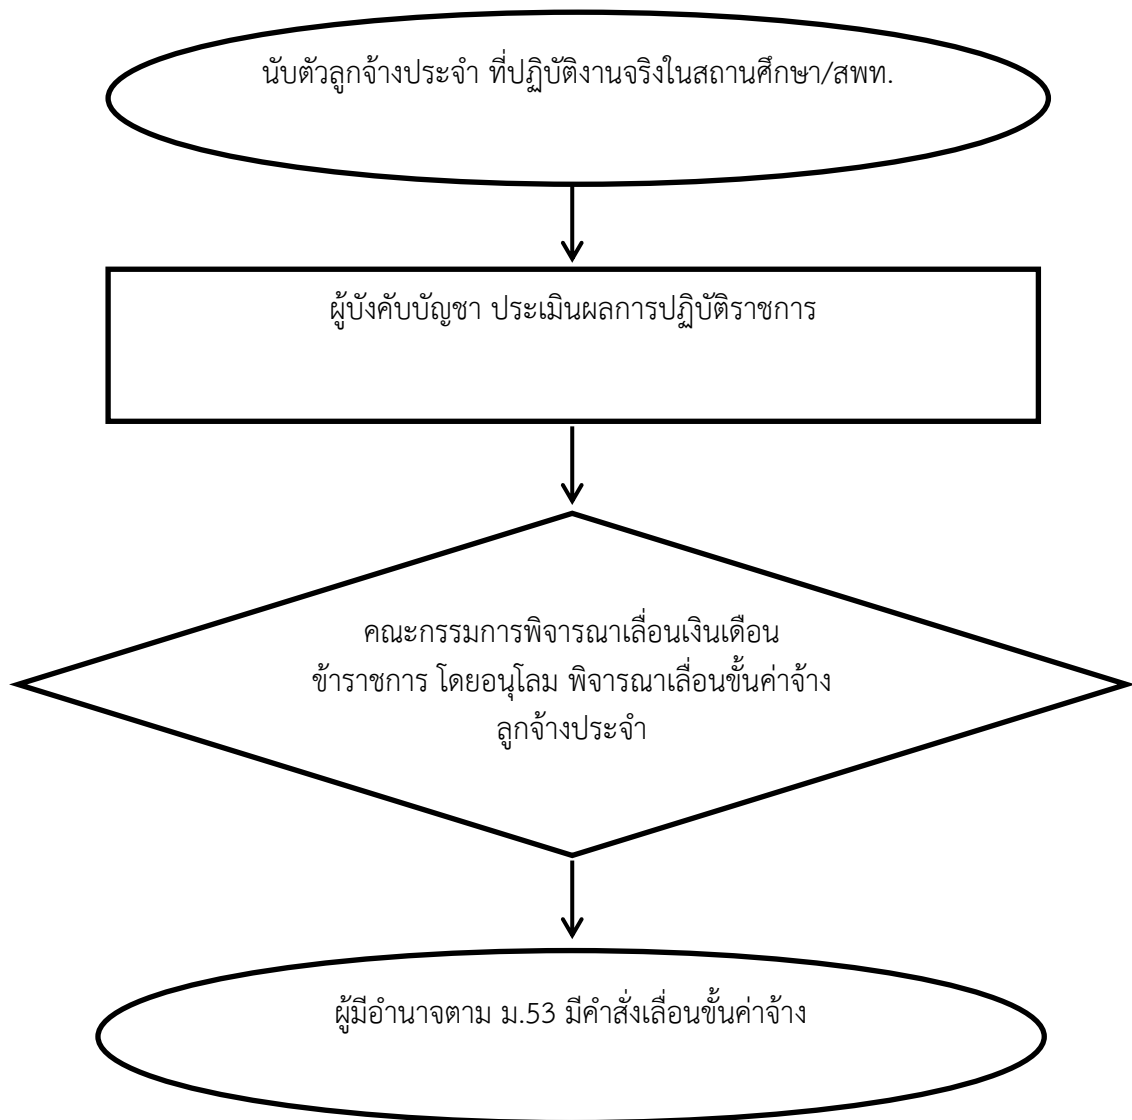 นับตัวลูกจ้างประจำ ที่ปฏิบัติงานจริงในสถานศึกษา/สพท.
ผู้บังคับบัญชา ประเมินผลการปฏิบัติราชการ
คณะกรรมการพิจารณาเลื่อนเงินเดือน
ข้าราชการ โดยอนุโลม พิจารณาเลื่อนขั้นค่าจ้าง
ลูกจ้างประจำ
ผู้มีอำนาจตาม ม.53 มีคำสั่งเลื่อนขั้นค่าจ้าง